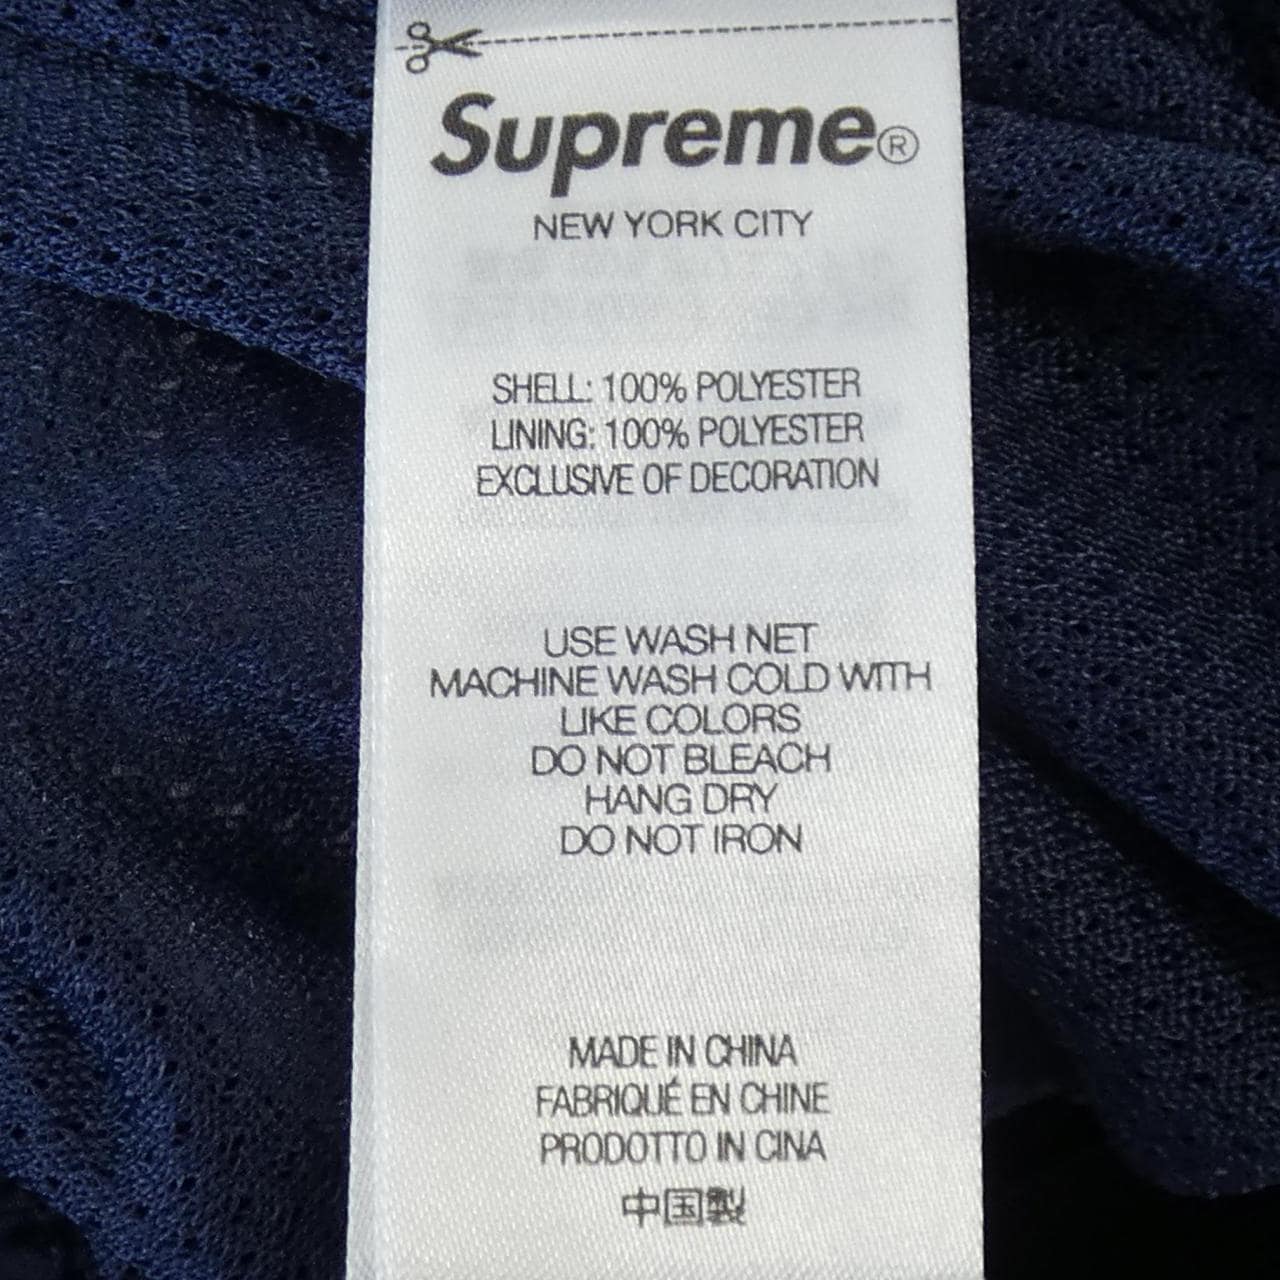 Supreme®
NEW YORK CITY
SHELL: 100% POLYESTER
LINING: 100% POLYESTER
EXCLUSIVE OF DECORATION
USE WASH NET
MACHINE WASH COLD WITH
LIKE COLORS
DO NOT BLEACH
HANG DRY
DO NOT IRON
MADE IN CHINA
FABRIQUÉ EN CHINE
PRODOTTO IN CINA
中国製